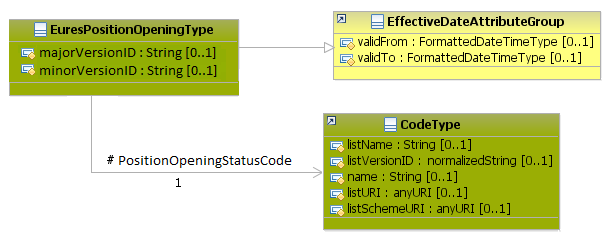 EuresPositionOpeningType
majorVersionID : String [0..1]
minorVersionID : String [0..1]
EffectiveDateAttributeGroup
validFrom : FormattedDateTimeType [0..1]
validTo : FormattedDateTimeType [0..1]
# PositionOpeningStatusCode
1
CodeType
listName : String [0..1]
listVersionID : normalizedString [0..1]
name : String [0..1]
listURI : anyURI [0..1]
listSchemeURI : anyURI [0..1]